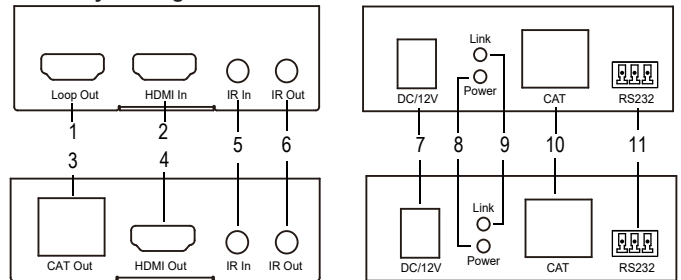 Link
Loop Out HDMI In IR In IR Out
DC/12V Power CAT RS232
1 2 5 6
7 8 9 10 11
3 4
Link
CAT Out HDMI Out IR In IR Out
DC/12V Power CAT RS232